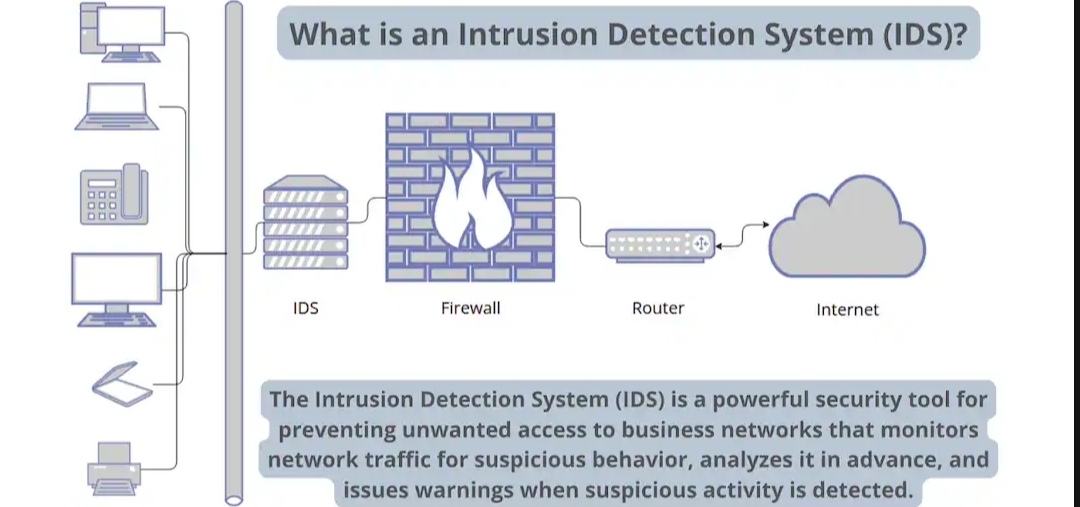 What is an Intrusion Detection System (IDS)?
IDS
Firewall
Router
Internet
The Intrusion Detection System (IDS) is a powerful security tool for
preventing unwanted access to business networks that monitors
network traffic for suspicious behavior, analyzes it in advance, and
issues warnings when suspicious activity is detected.